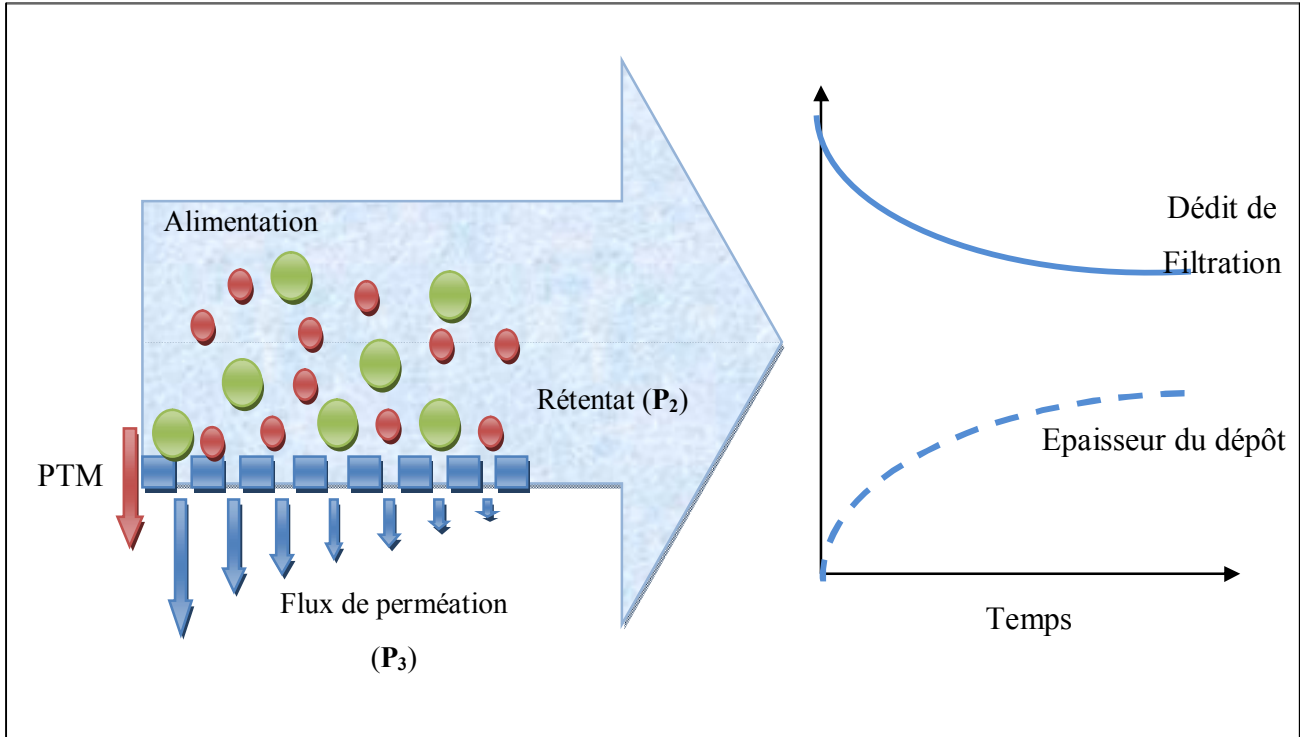 Alimentation
Rétentat (P₂)
PTM
Flux de perméation
(P₃)
Dédit de
Filtration
Epaisseur du dépôt
Temps